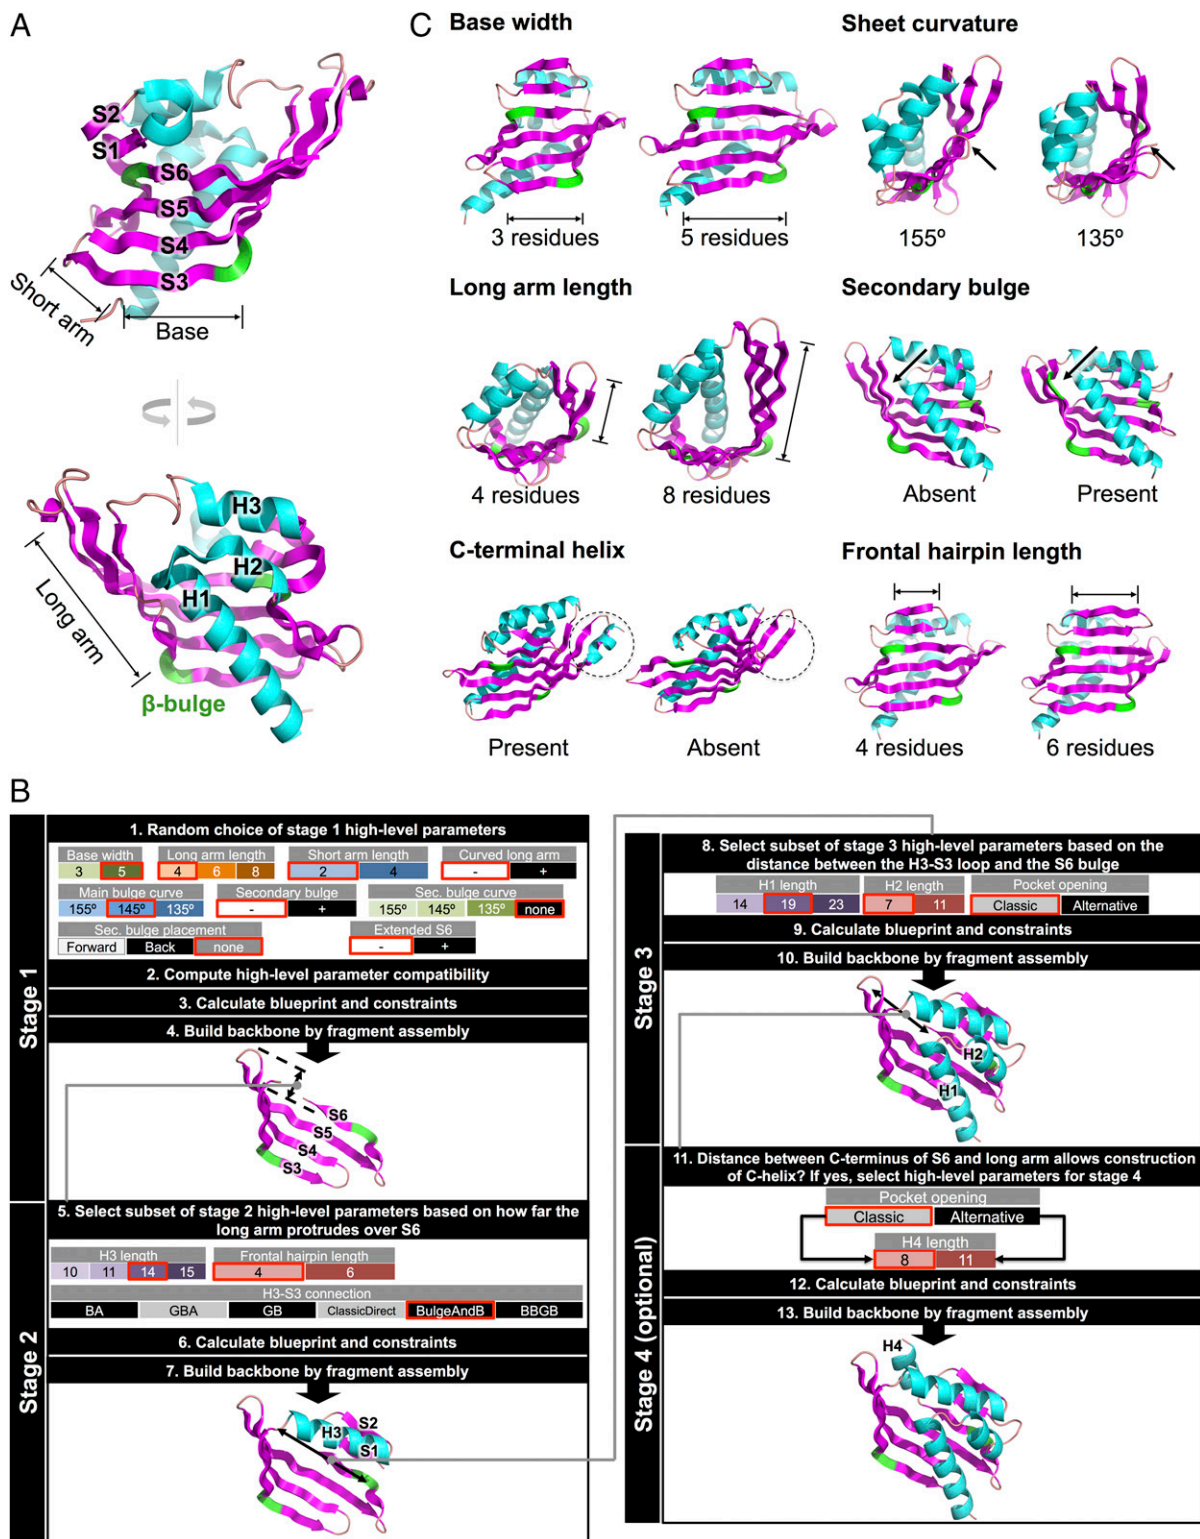 A
S2
S1
S6
S5
S4
S3
Short arm
Base
H3
H2
H1
Long arm
β-bulge
C
Base width
3 residues
5 residues
Sheet curvature
155º
135º
Long arm length
4 residues
8 residues
Secondary bulge
Absent
Present
C-terminal helix
Present
Absent
Frontal hairpin length
4 residues
6 residues
B
Stage 1
1. Random choice of stage 1 high-level parameters
Base width
3 5
Long arm length
4 6 8
Short arm length
2 4
Curved long arm
- +
Main bulge curve
155º 145º 135º
Secondary bulge
- +
Sec. bulge curve
155º 145º 135º none
Sec. bulge placement
Forward Back none
Extended S6
- +
2. Compute high-level parameter compatibility
3. Calculate blueprint and constraints
4. Build backbone by fragment assembly
S6
S5
S4
S3
Stage 2
5. Select subset of stage 2 high-level parameters based on how far the
long arm protrudes over S6
H3 length
10 11 14 15
Frontal hairpin length
4 6
H3-S3 connection
BA GBA GB ClassicDirect BulgeAndB BBGB
6. Calculate blueprint and constraints
7. Build backbone by fragment assembly
S2
H3
S1
Stage 3
8. Select subset of stage 3 high-level parameters based on the
distance between the H3-S3 loop and the S6 bulge
H1 length
14 19 23
H2 length
7 11
Pocket opening
Classic Alternative
9. Calculate blueprint and constraints
10. Build backbone by fragment assembly
H2
H1
Stage 4 (optional)
11. Distance between C-terminus of S6 and long arm allows construction
of C-helix? If yes, select high-level parameters for stage 4
Pocket opening
Classic Alternative
H4 length
8 11
12. Calculate blueprint and constraints
13. Build backbone by fragment assembly
H4